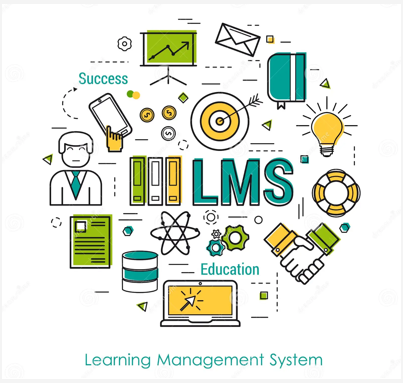 Success
LMS
Education
Learning Management System